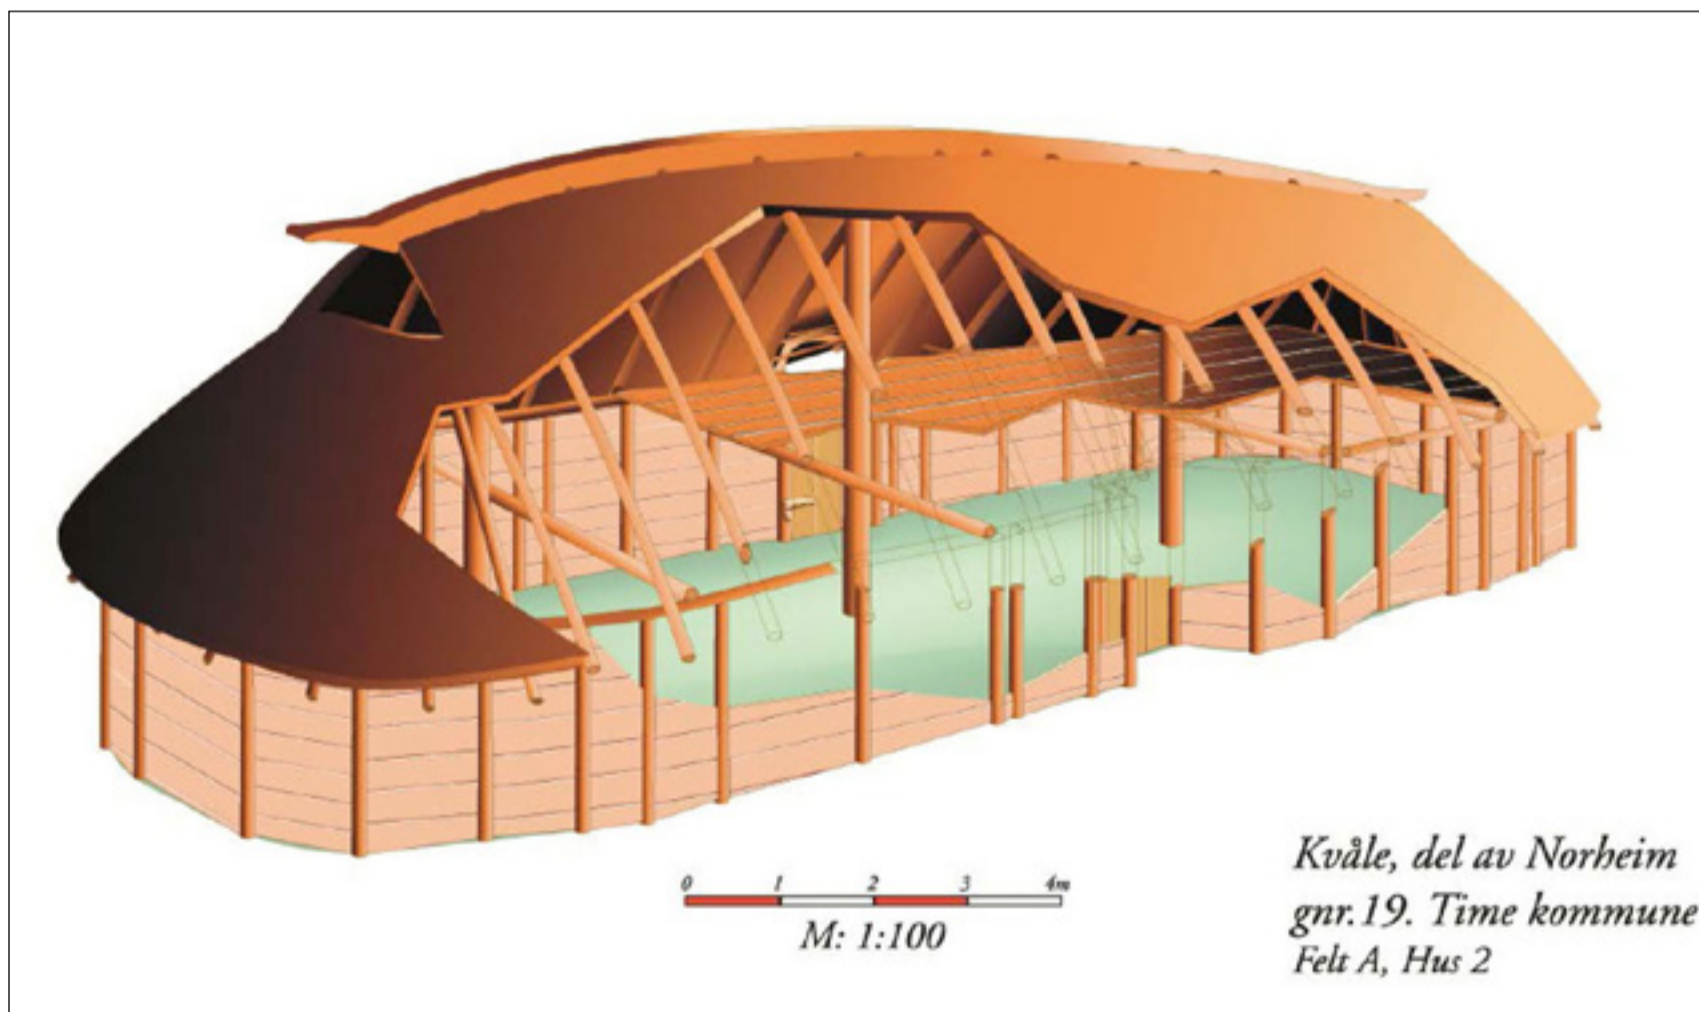 0 1 2 3 4m
M: 1:100
Kvåle, del av Norheim
gnr.19. Time kommune
Felt A, Hus 2